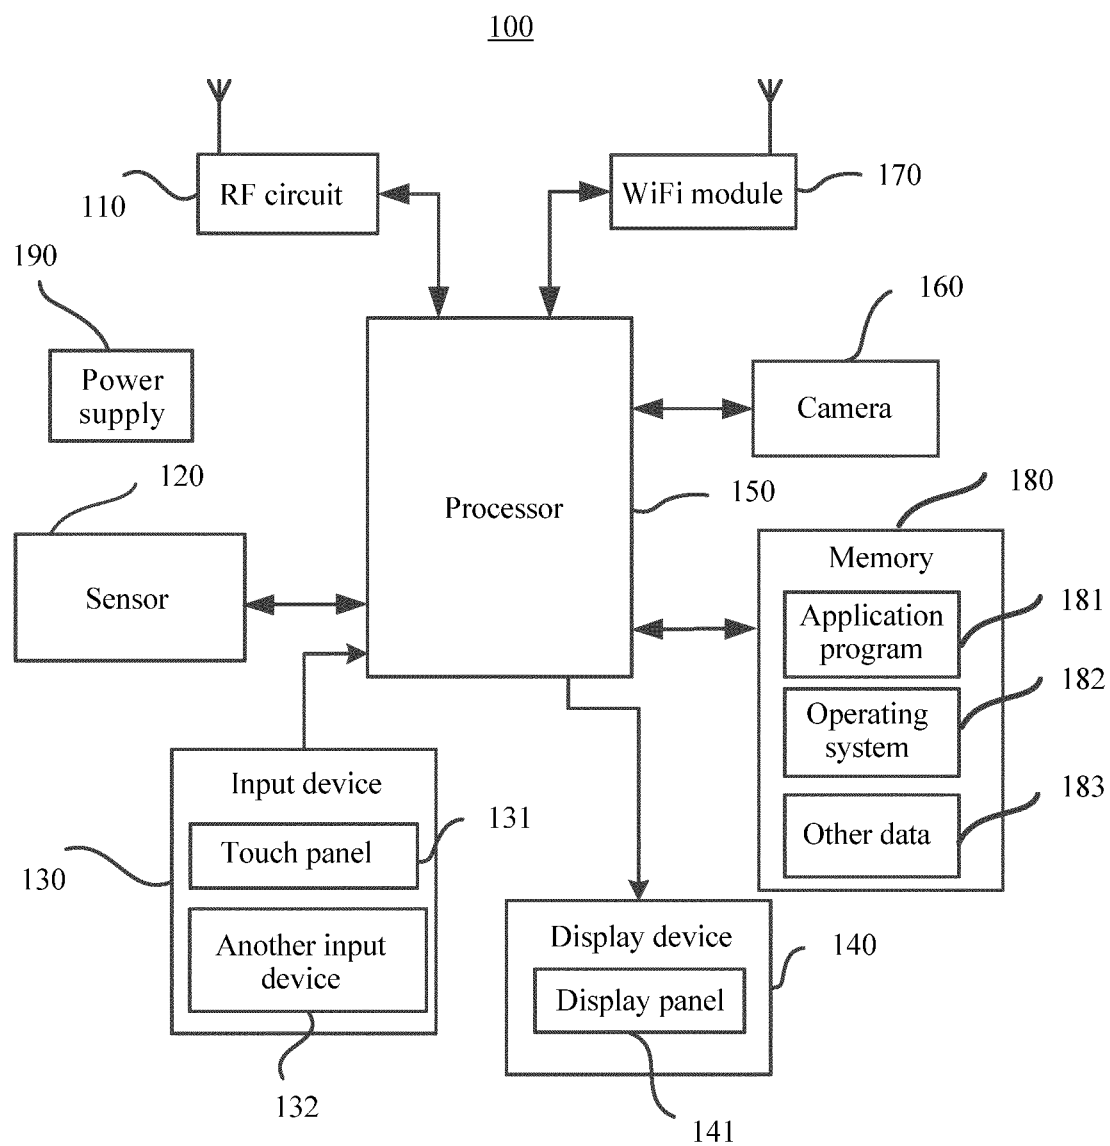 100
RF circuit
110
WiFi module
170
190
Power
supply
160
Camera
120
Sensor
Processor
150
180
Memory
Application
program
181
Operating
system
182
Other data
183
Input device
Touch panel
131
130
Another input
device
132
Display device
140
Display panel
141